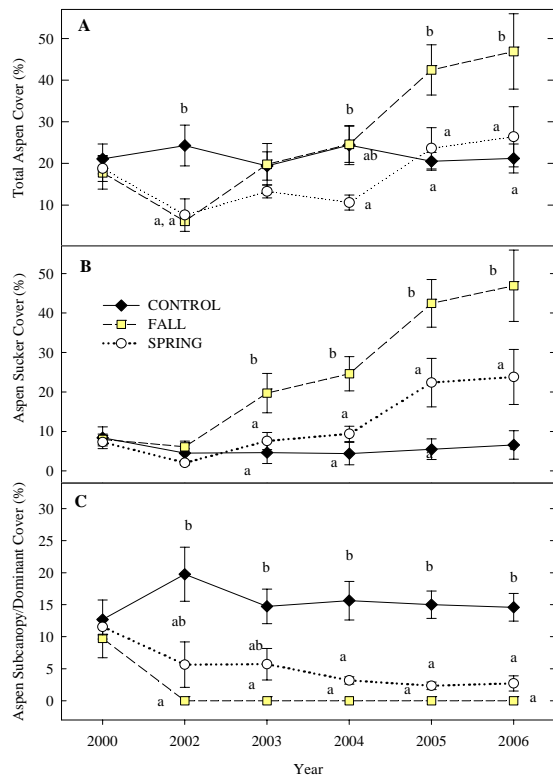 A
Total Aspen Cover (%)
50
40
30
20
10
b
b
b
b
a
a
ab
a, a
a
a
a
B
Aspen Sucker Cover (%)
50
40
30
20
10
0
CONTROL
FALL
SPRING
b
b
b
b
a
a
a
a
a
a
a
C
Aspen Subcanopy/Dominant Cover (%)
30
25
20
15
10
5
0
b
b
b
b
b
ab
ab
a
a
a
a
a
a
a
a
2000 2002 2003 2004 2005 2006
Year